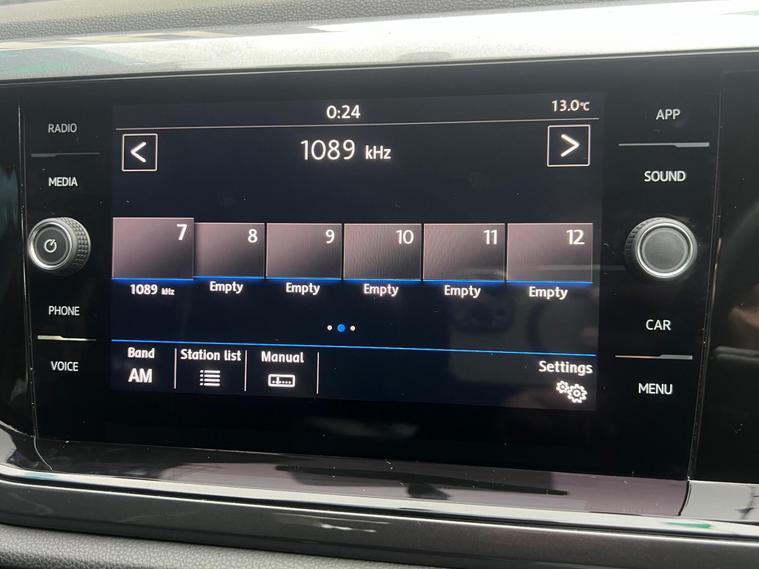 0:24 13.0°C
1089 kHz
7 8 9 10 11 12
1089 kHz Empty Empty Empty Empty Empty
Band Station list Manual Settings
AM
RADIO
MEDIA
PHONE
VOICE
APP
SOUND
CAR
MENU